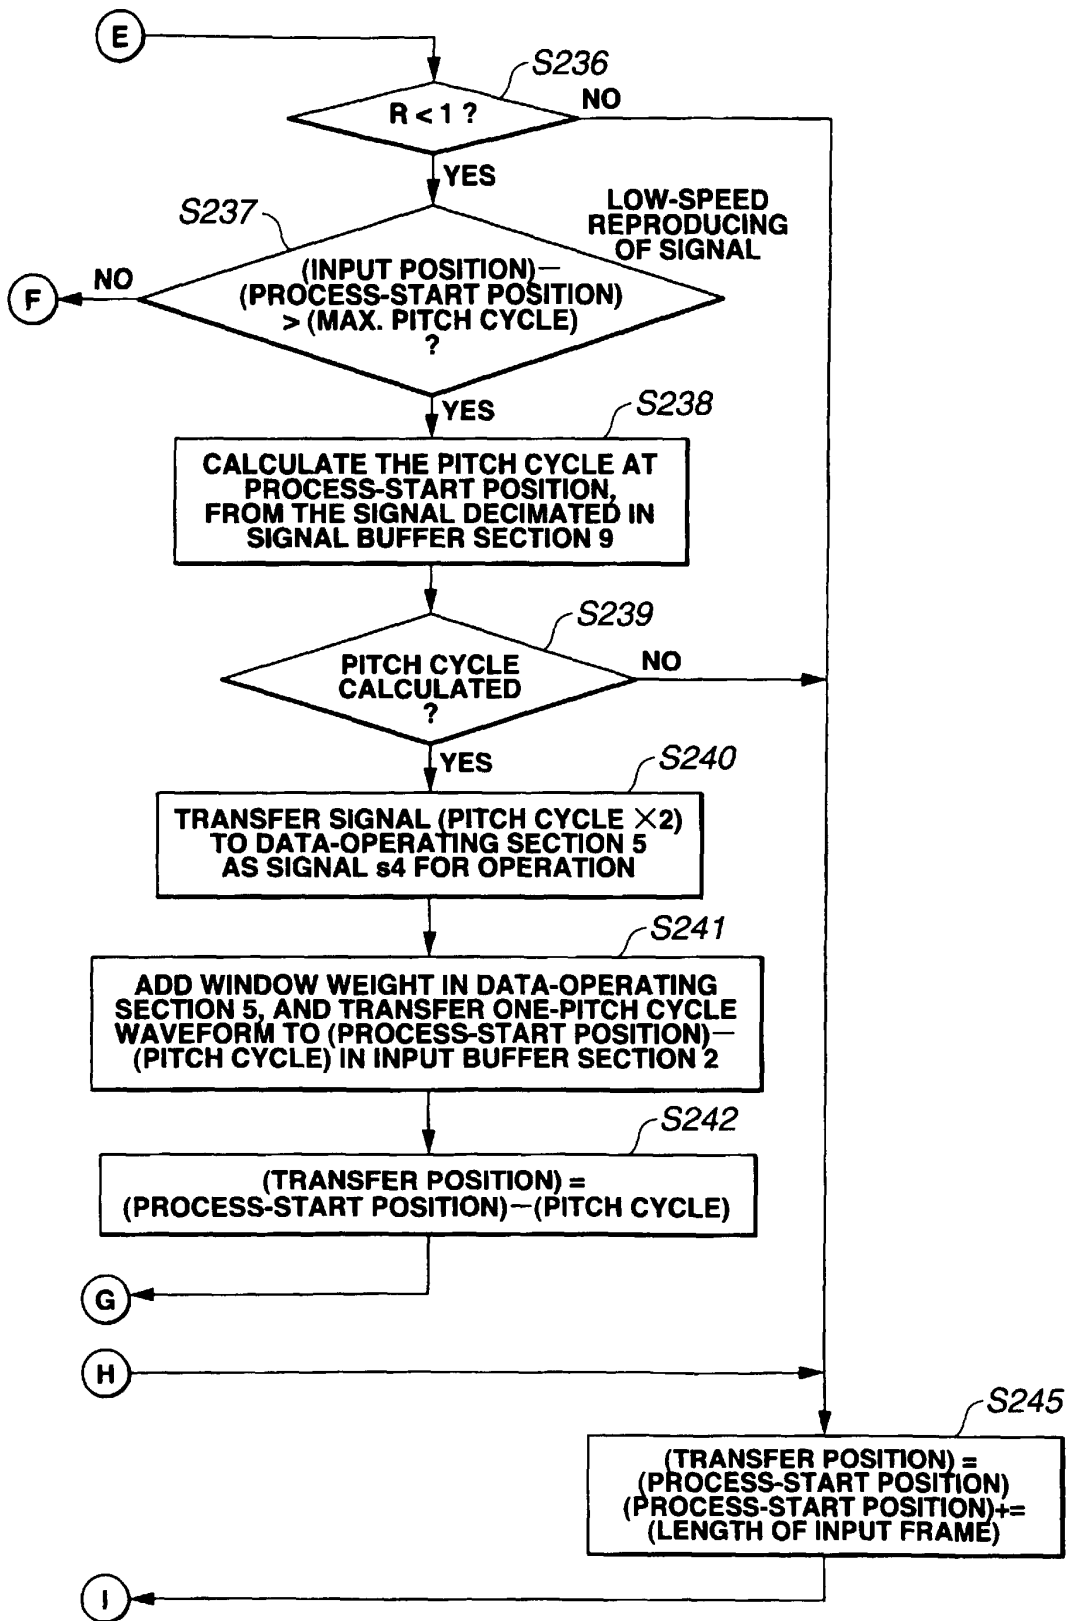 E
S236
R < 1 ?
NO
YES
S237
LOW-SPEED
REPRODUCING
OF SIGNAL
NO
F
(INPUT POSITION)—
(PROCESS-START POSITION)
> (MAX. PITCH CYCLE)
?
YES
S238
CALCULATE THE PITCH CYCLE AT
PROCESS-START POSITION,
FROM THE SIGNAL DECIMATED IN
SIGNAL BUFFER SECTION 9
S239
PITCH CYCLE
CALCULATED
?
NO
YES
S240
TRANSFER SIGNAL (PITCH CYCLE ×2)
TO DATA-OPERATING SECTION 5
AS SIGNAL s4 FOR OPERATION
S241
ADD WINDOW WEIGHT IN DATA-OPERATING
SECTION 5, AND TRANSFER ONE-PITCH CYCLE
WAVEFORM TO (PROCESS-START POSITION)—
(PITCH CYCLE) IN INPUT BUFFER SECTION 2
S242
(TRANSFER POSITION) =
(PROCESS-START POSITION)—(PITCH CYCLE)
G
H
S245
(TRANSFER POSITION) =
(PROCESS-START POSITION)
(PROCESS-START POSITION)+=
(LENGTH OF INPUT FRAME)
I